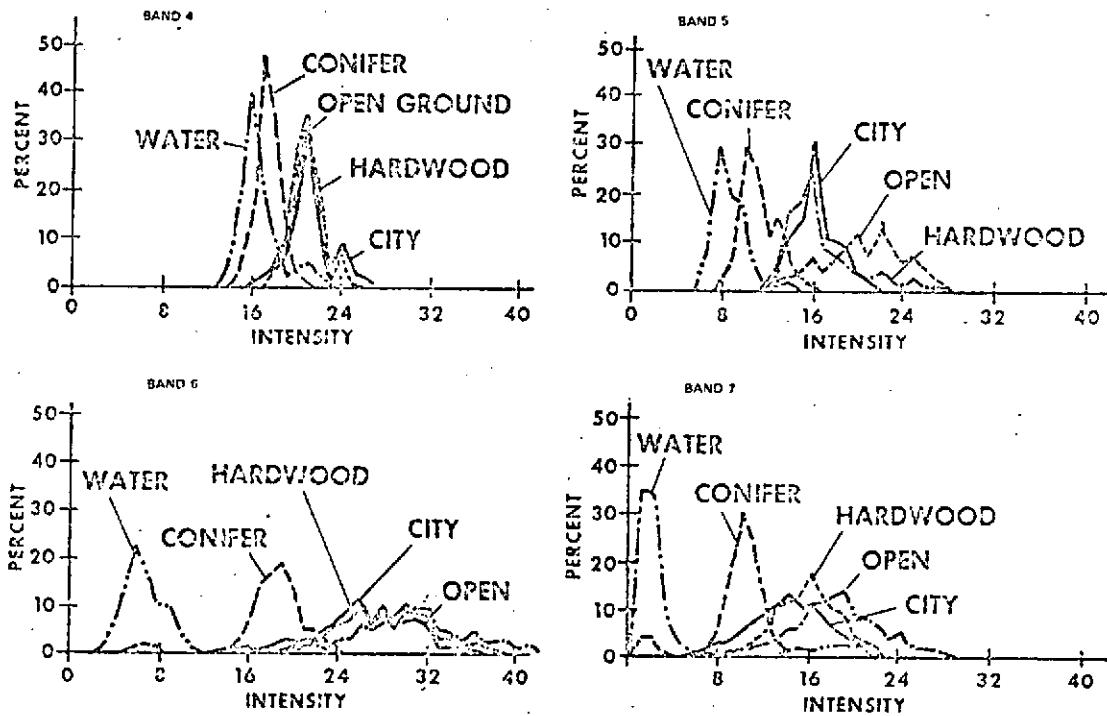 BAND 4
50
40
30
20
10
0
PERCENT
CONIFER
OPEN GROUND
WATER
HARDWOOD
CITY
0 8 16 24 32 40
INTENSITY
BAND 5
50
40
30
20
10
0
PERCENT
WATER
CONIFER
CITY
OPEN
HARDWOOD
0 8 16 24 32 40
INTENSITY
BAND 6
50
40
30
20
10
0
PERCENT
HARDWOOD
WATER
CITY
CONIFER
OPEN
0 8 16 24 32 40
INTENSITY
BAND 7
50
40
30
20
10
0
PERCENT
WATER
CONIFER
HARDWOOD
OPEN
CITY
0 8 16 24 32 40
INTENSITY